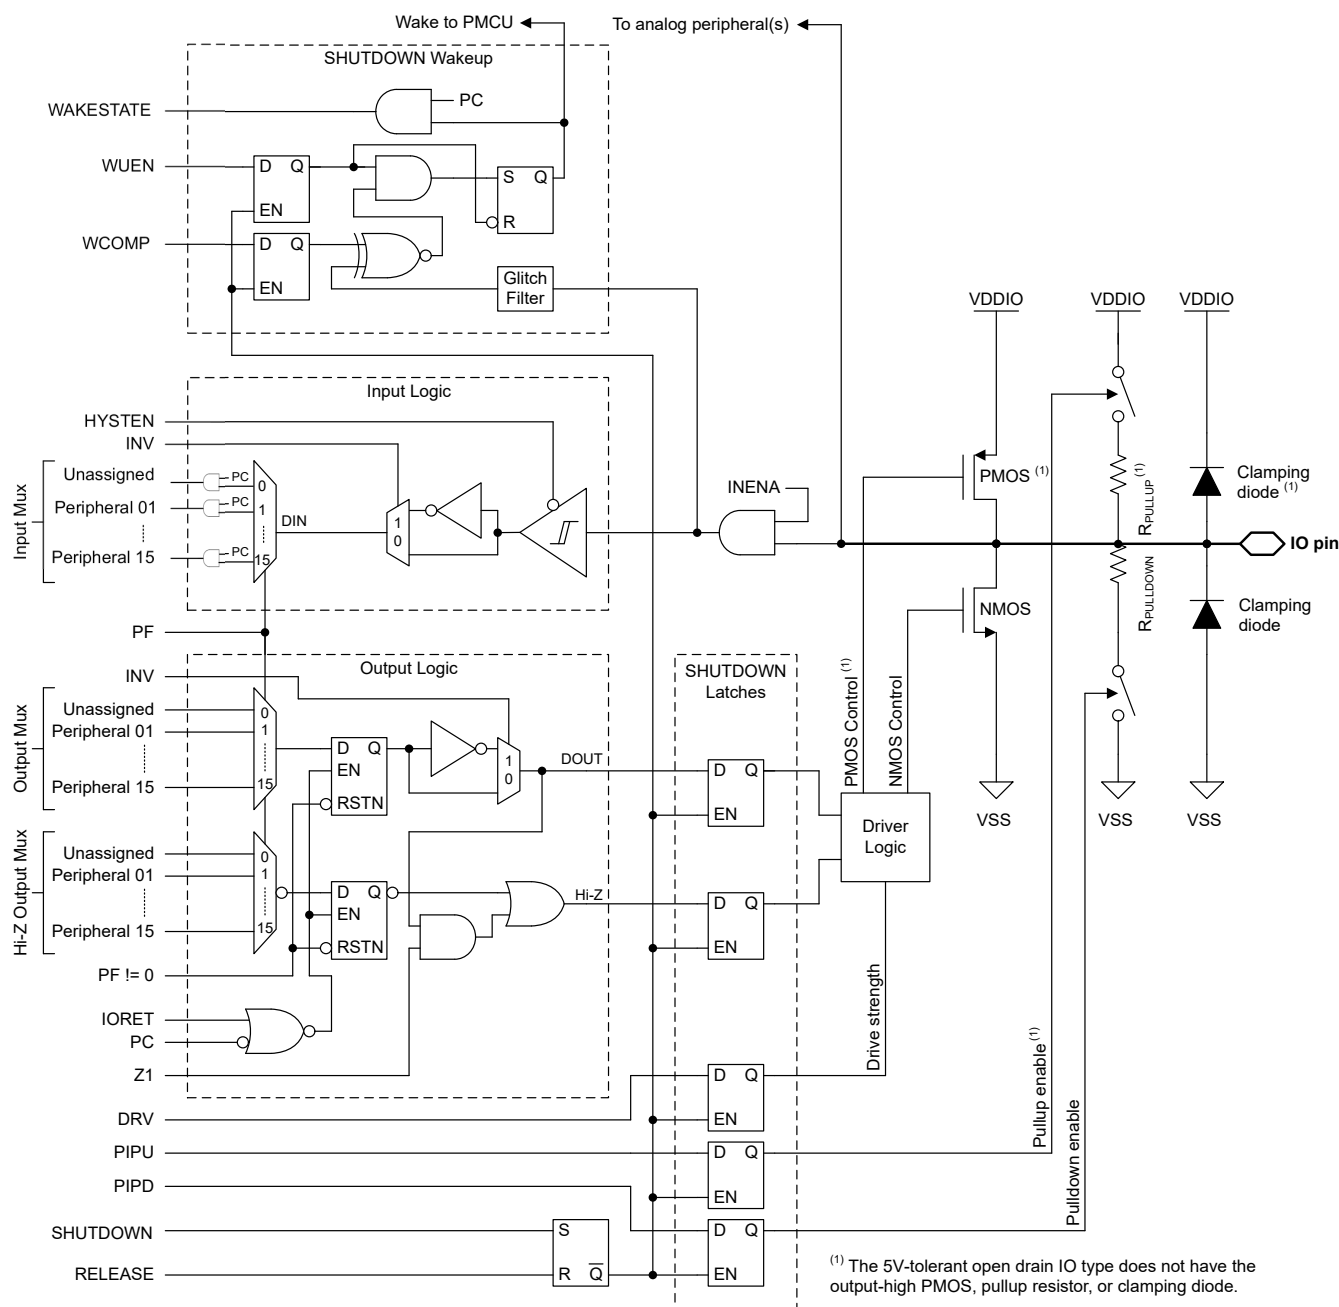 Wake to PMCU
To analog peripheral(s)
SHUTDOWN Wakeup
WAKESTATE
PC
WUEN
D Q
EN
S Q
R
WCOMP
D Q
EN
Glitch
Filter
VDDIO
VDDIO
VDDIO
Input Logic
HYSTEN
INV
Input Mux
Unassigned
PC
0
Peripheral 01
PC
1
DIN
Peripheral 15
PC
15
1
0
INENA
PMOS (1)
RPULLUP (1)
Clamping
diode (1)
IO pin
RPULLDOWN
NMOS
Clamping
diode
PF
Output Logic
INV
SHUTDOWN
Latches
PMOS Control (1)
NMOS Control
Output Mux
Unassigned
0
Peripheral 01
1
Peripheral 15
15
D Q
EN
RSTN
1
0
DOUT
D Q
EN
Driver
Logic
VSS
VSS
VSS
Hi-Z Output Mux
Unassigned
0
Peripheral 01
1
Peripheral 15
15
D Q
EN
RSTN
Hi-Z
D Q
EN
PF != 0
IORET
PC
Z1
Drive strength
D Q
EN
DRV
PIPU
D Q
EN
Pullup enable (1)
PIPD
Pulldown enable
SHUTDOWN
S
R Q
RELEASE
D Q
EN
(1) The 5V-tolerant open drain IO type does not have the
output-high PMOS, pullup resistor, or clamping diode.